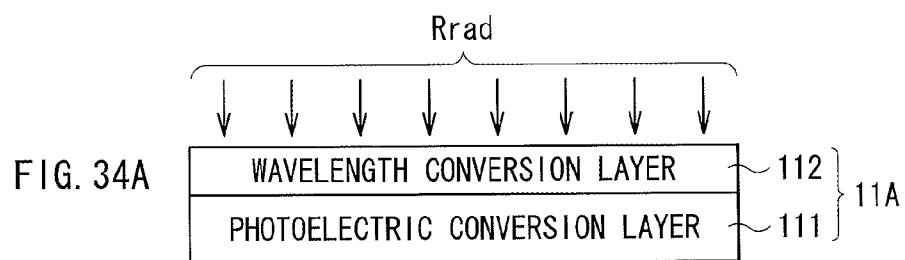 Rrad
FIG. 34A
WAVELENGTH CONVERSION LAYER 112
PHOTOELECTRIC CONVERSION LAYER 111
11A